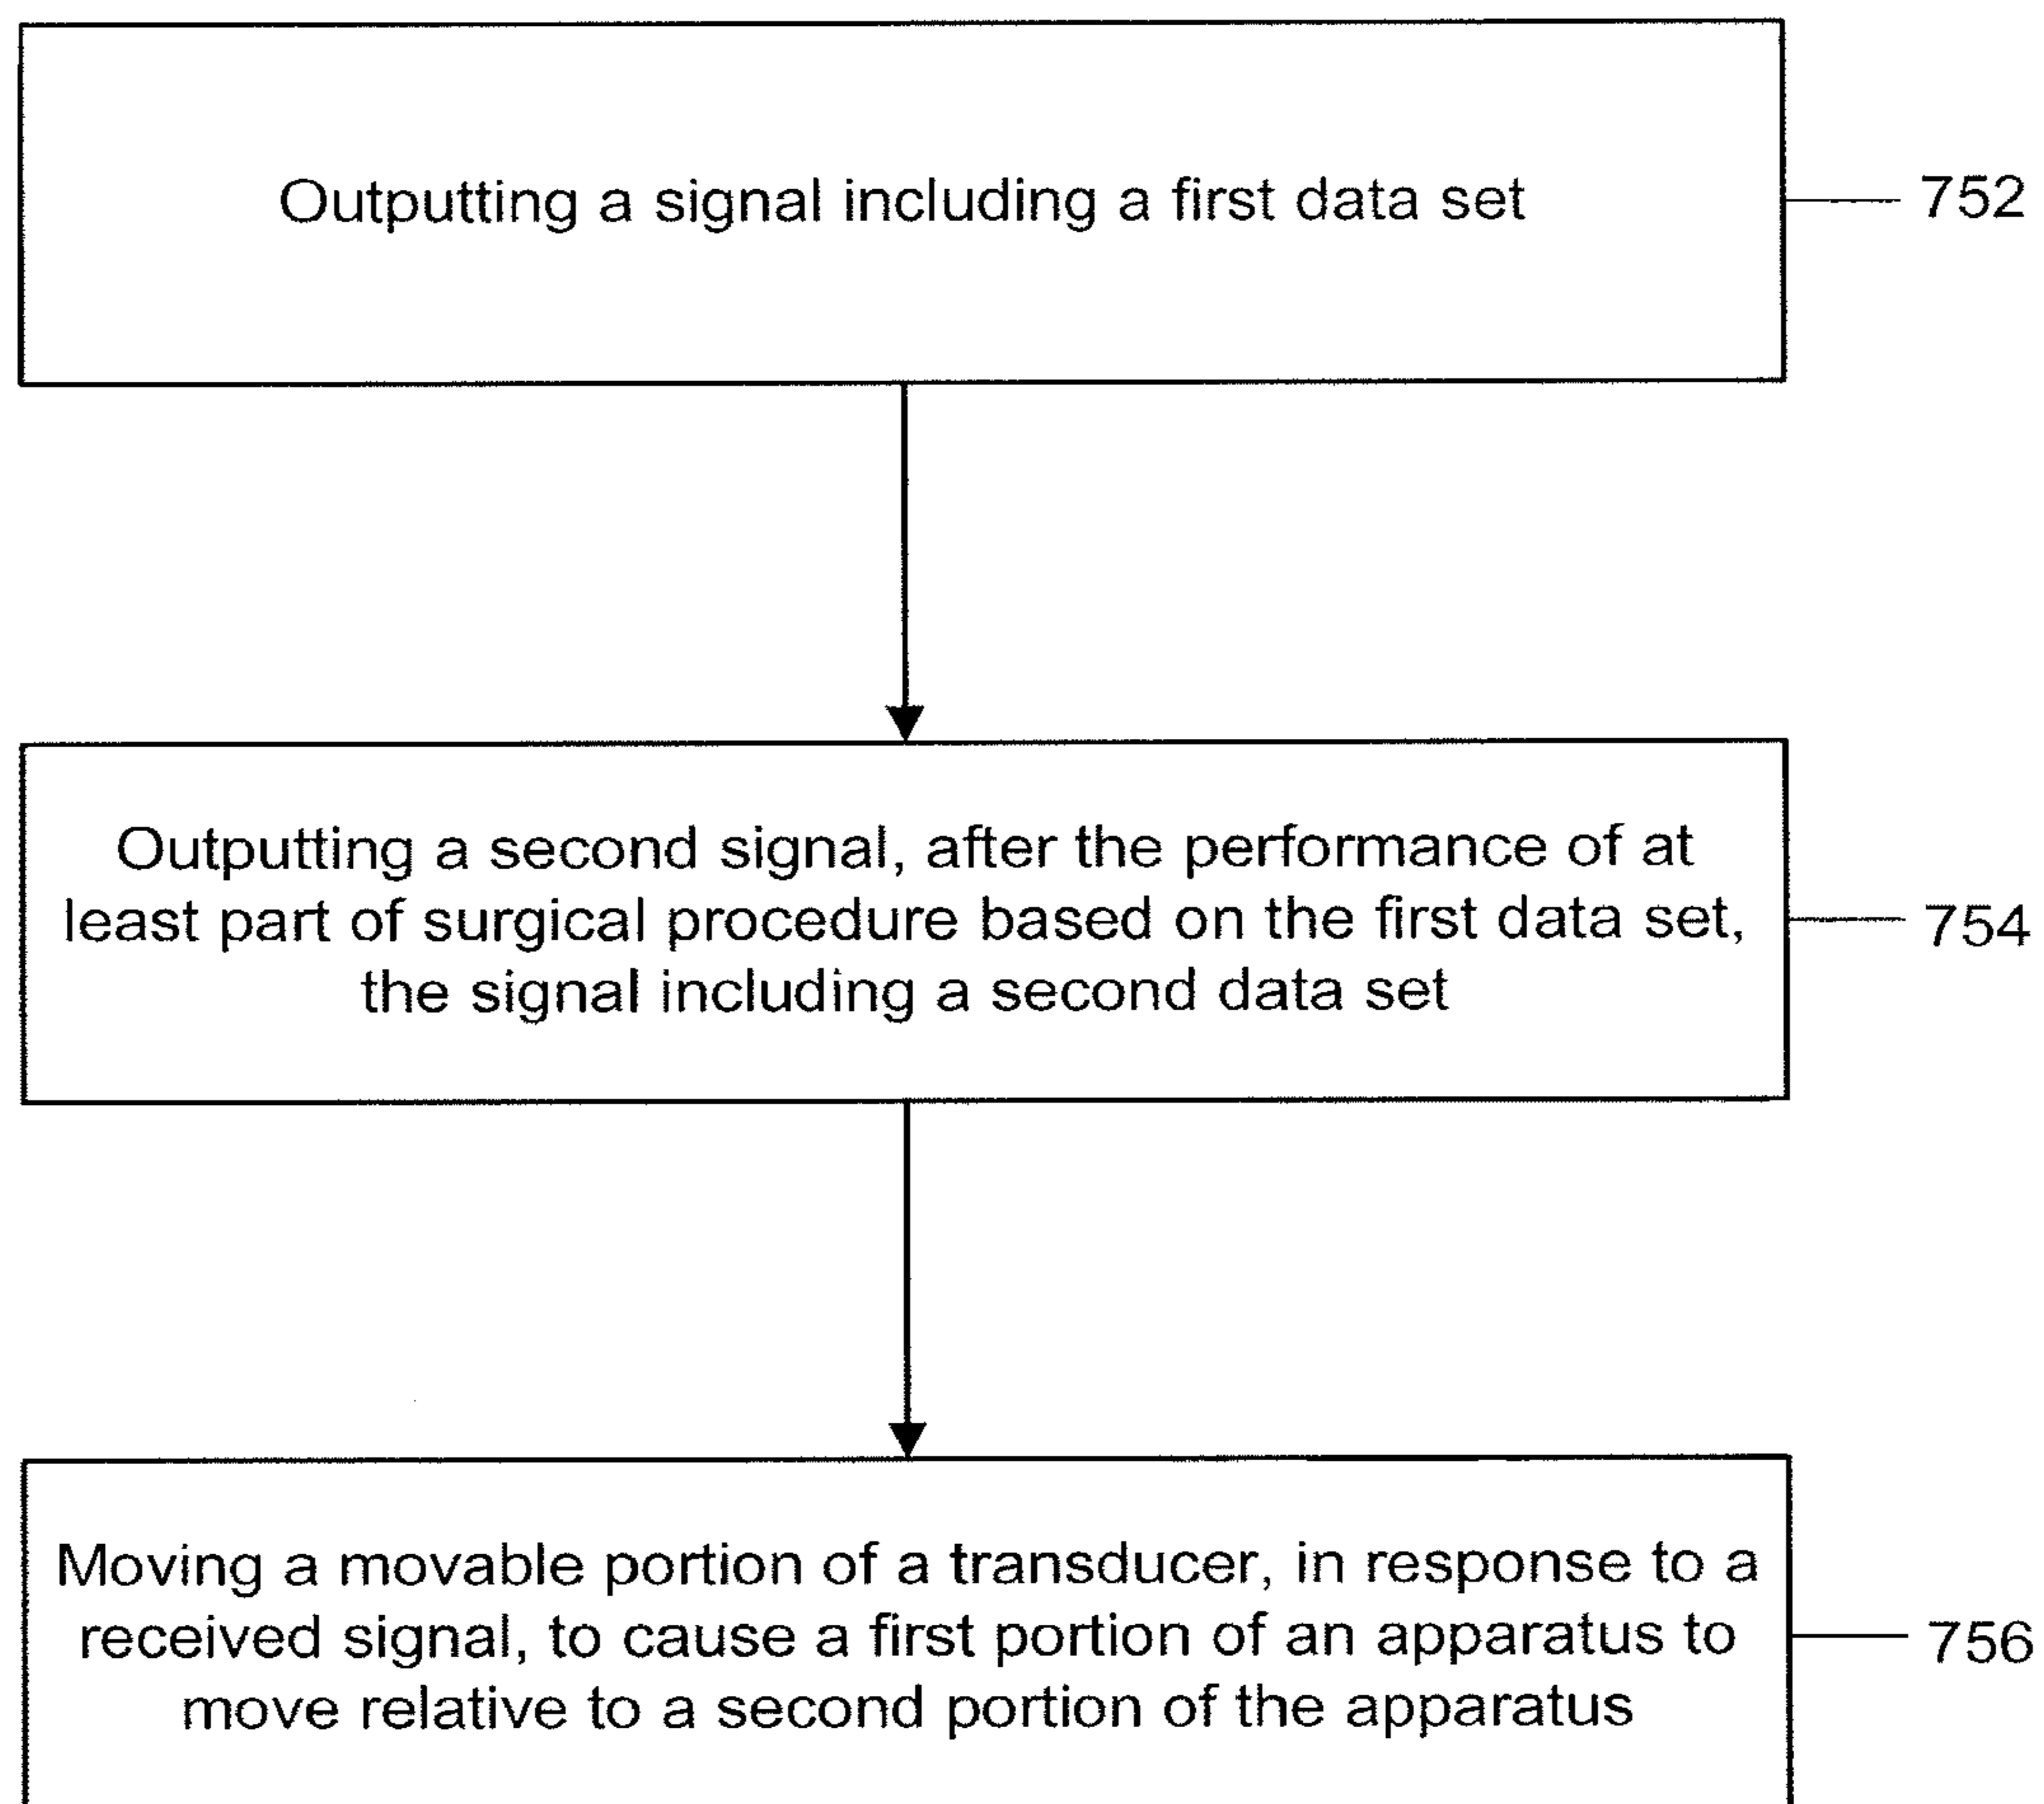 Outputting a signal including a first data set
752
Outputting a second signal, after the performance of at
least part of surgical procedure based on the first data set,
the signal including a second data set
754
Moving a movable portion of a transducer, in response to a
received signal, to cause a first portion of an apparatus to
move relative to a second portion of the apparatus
756